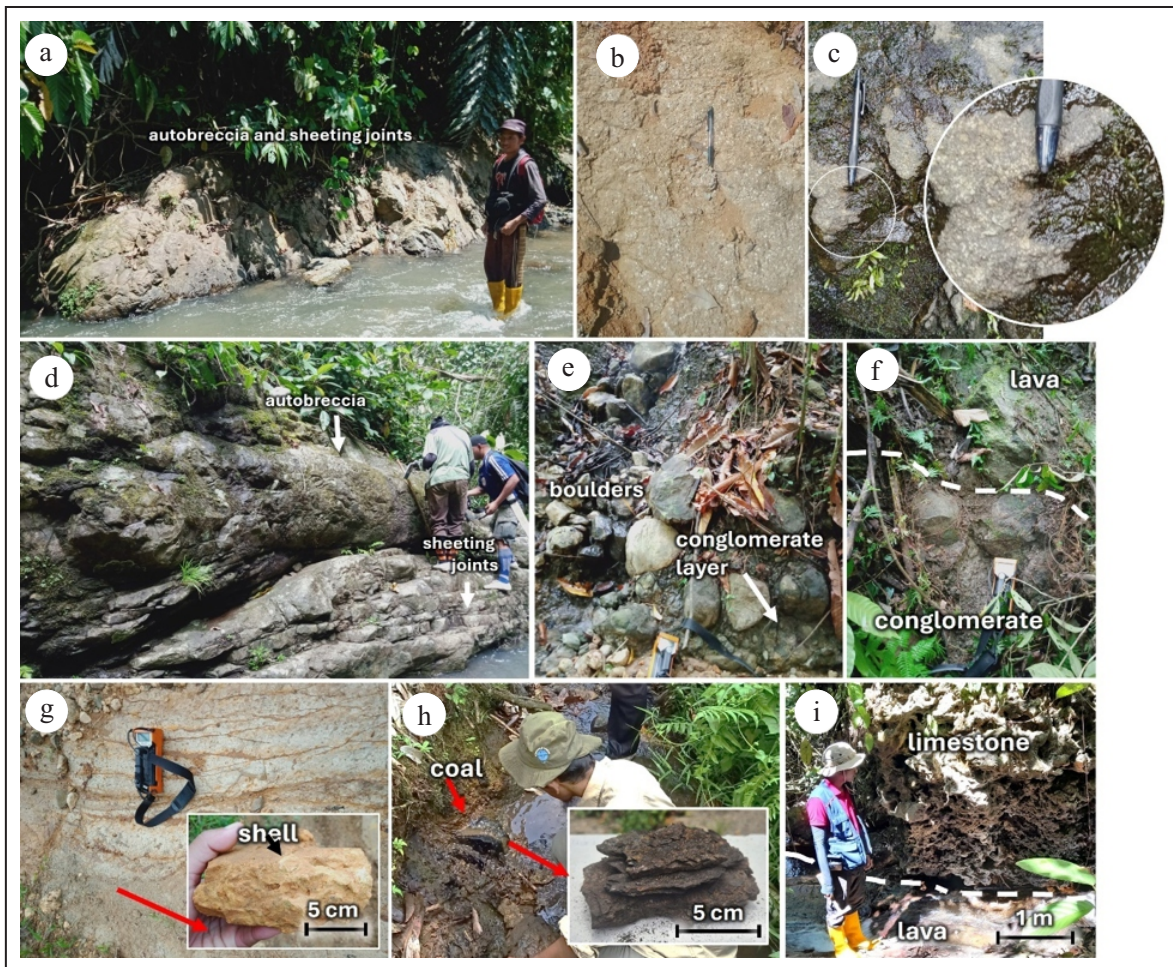 a
autobreccia and sheeting joints
b
c
d
autobreccia
sheeting
joints
e
boulders
conglomerate
layer
f
lava
conglomerate
g
shell
5 cm
h
coal
5 cm
i
limestone
lava
1 m